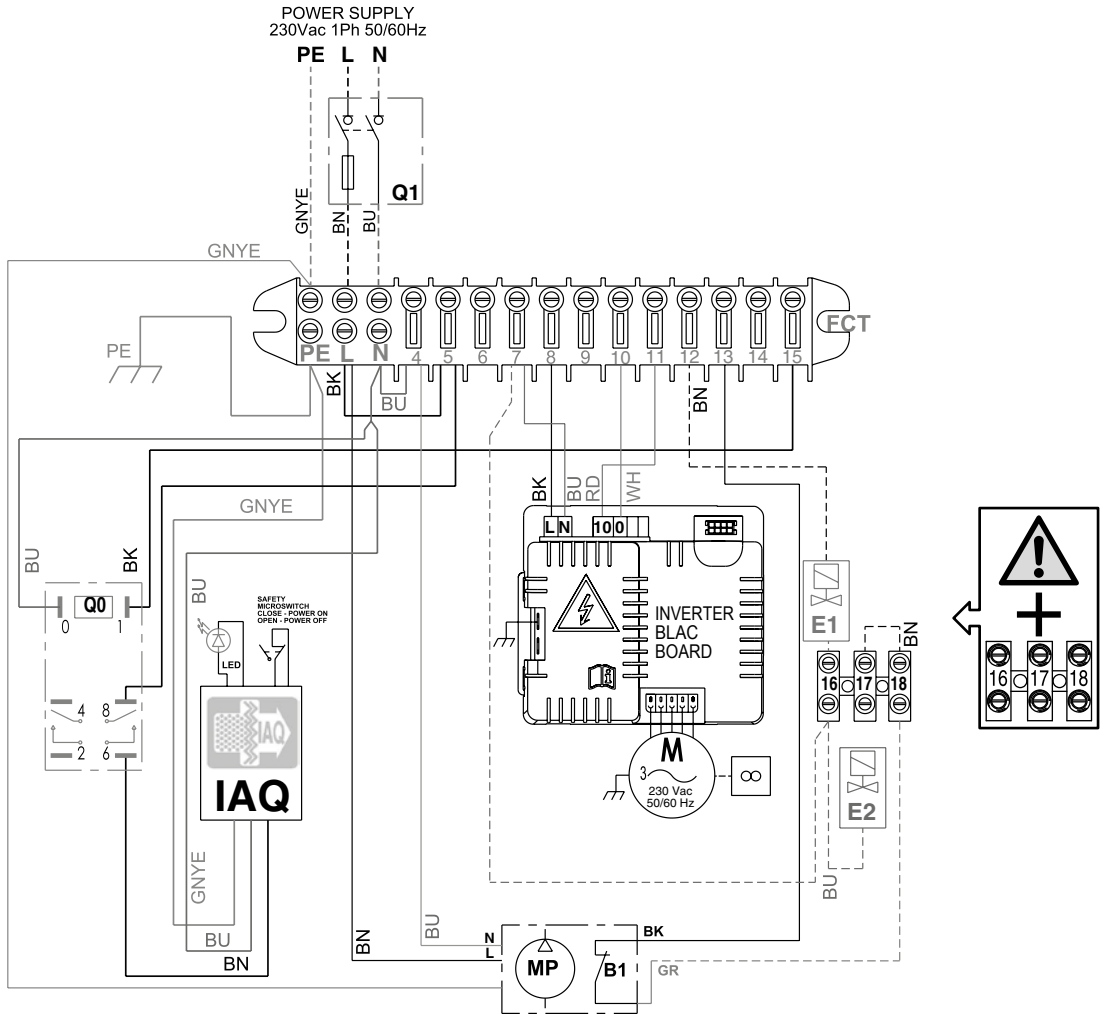 POWER SUPPLY
230Vac 1Ph 50/60Hz
PE L N
Q1
GNYE
BN
BU
GNYE
ECT
PE
PE L N 4 5 6 7 8 9 10 11 12 13 14 15
BK
BU
BN
BK
BU
RD
WH
GNYE
L N 10 0
BU
BK
Q0
0 1
BU
SAFETY
MICROSWITCH
CLOSE - POWER ON
OPEN - POWER OFF
LED
INVERTER
BLAC
BOARD
i
E1
BN
16 17 18
16 17 18
4 8
2 6
IAQ
IAQ
M
3
230 Vac
50/60 Hz
E2
BU
GNYE
BU
BN
BN
BU
N
L
MP
B1
BK
GR